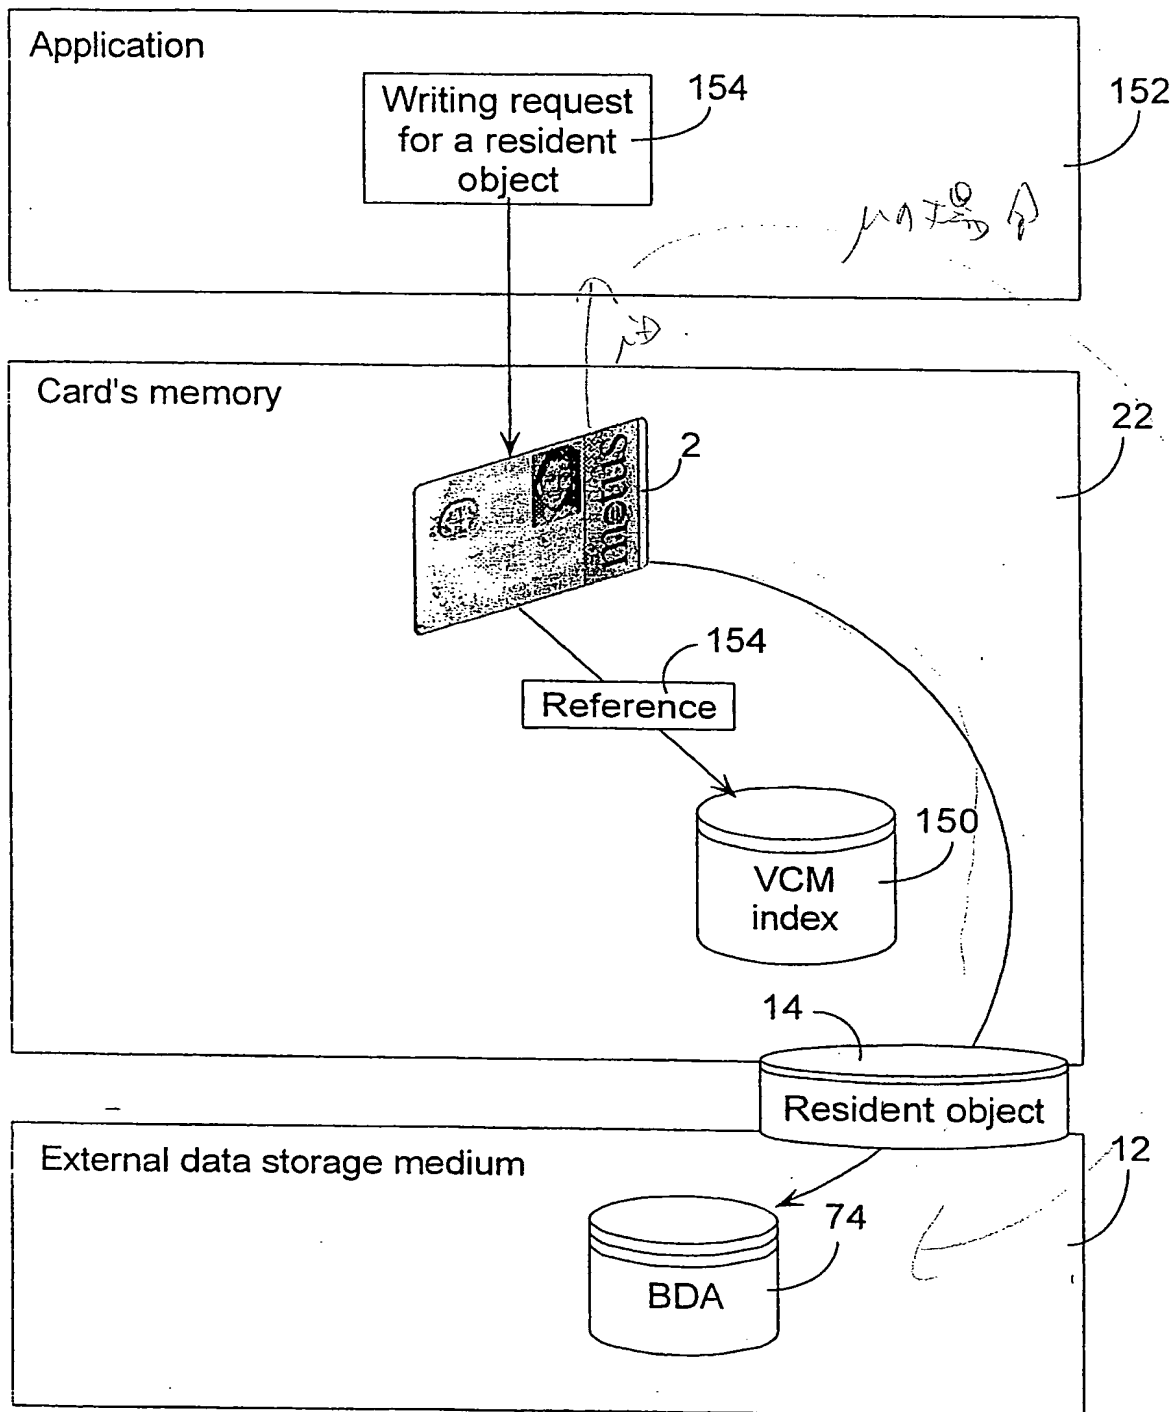 Application
Writing request
for a resident
object
154
152
Card's memory
22
2
154
Reference
150
VCM
index
14
Resident object
External data storage medium
12
74
BDA